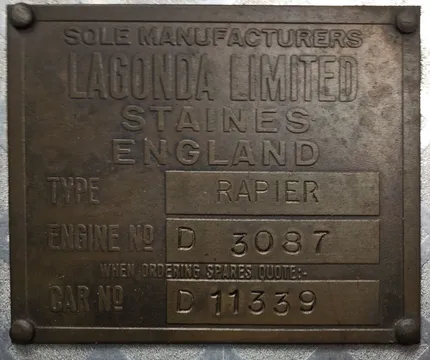 SOLE MANUFACTURERS
LAGONDA LIMITED
STAINES
ENGLAND
TYPE RAPIER
ENGINE No D 3087
WHEN ORDERING SPARES QUOTE:-
CAR No D 11339